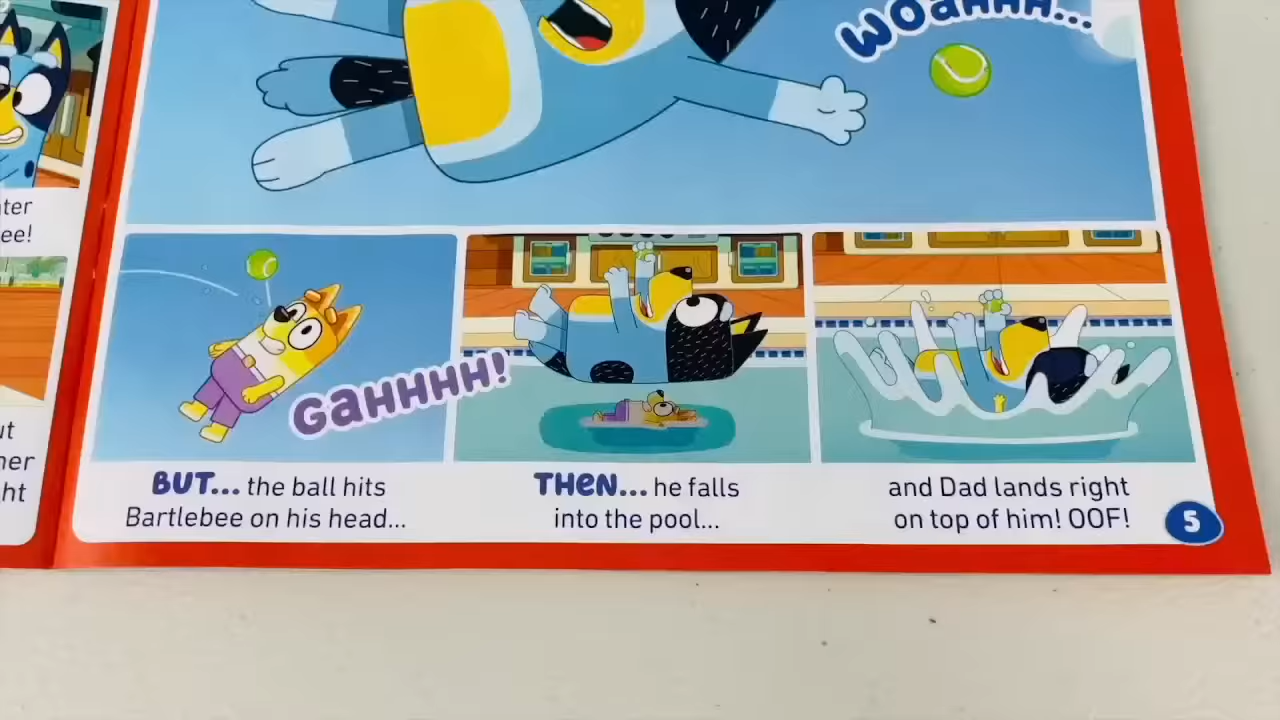 WOAHHH...
GAHHHH!
BUT... the ball hits
Bartlebee on his head...
THEN... he falls
into the pool...
and Dad lands right
on top of him! OOF!
5